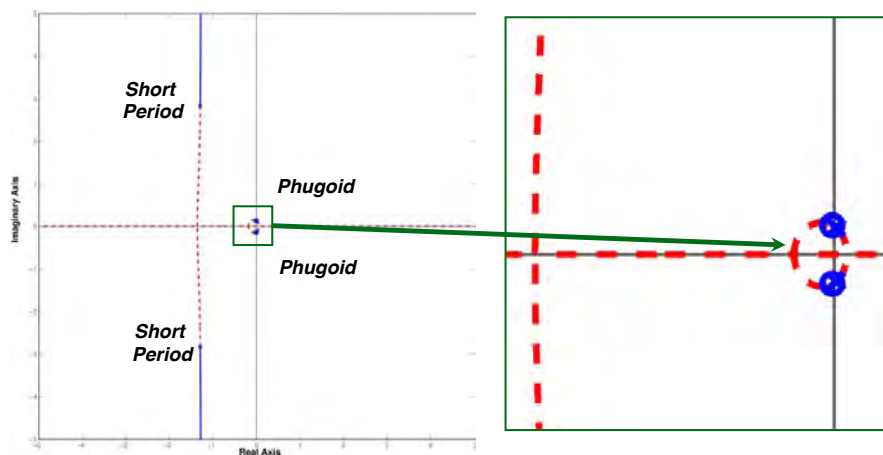 Short
Period
Phugoid
Imaginary Axis
Phugoid
Short
Period
Real Axis